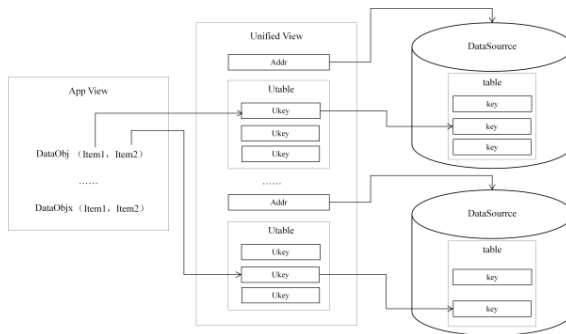 App View
DataObj （Item1，Item2）
……
DataObjx (Item1, Item2)
Unified View
Addr
Utable
Ukey
Ukey
Ukey
……
Addr
Utable
Ukey
Ukey
Ukey
DataSourrce
table
key
key
key
DataSourrce
table
key
key